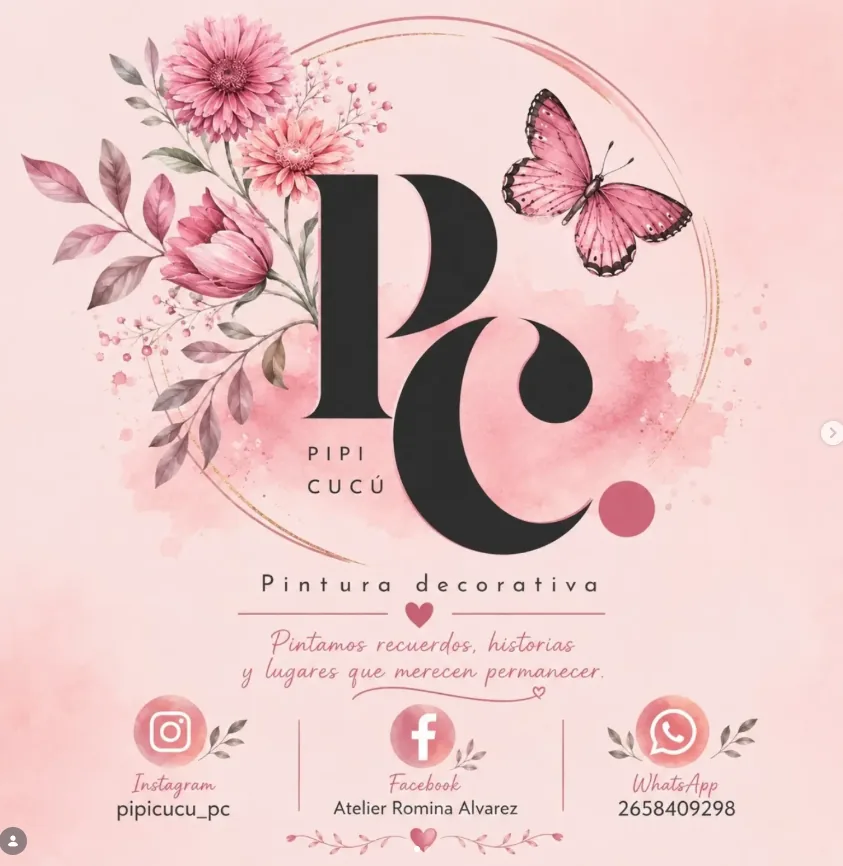 PC.
PIPI
CUCÚ
Pintura decorativa
Pintamos recuerdos, historias
y lugares que merecen permanecer.
Instagram
pipicucu_pc
Facebook
Atelier Romina Alvarez
WhatsApp
2658409298